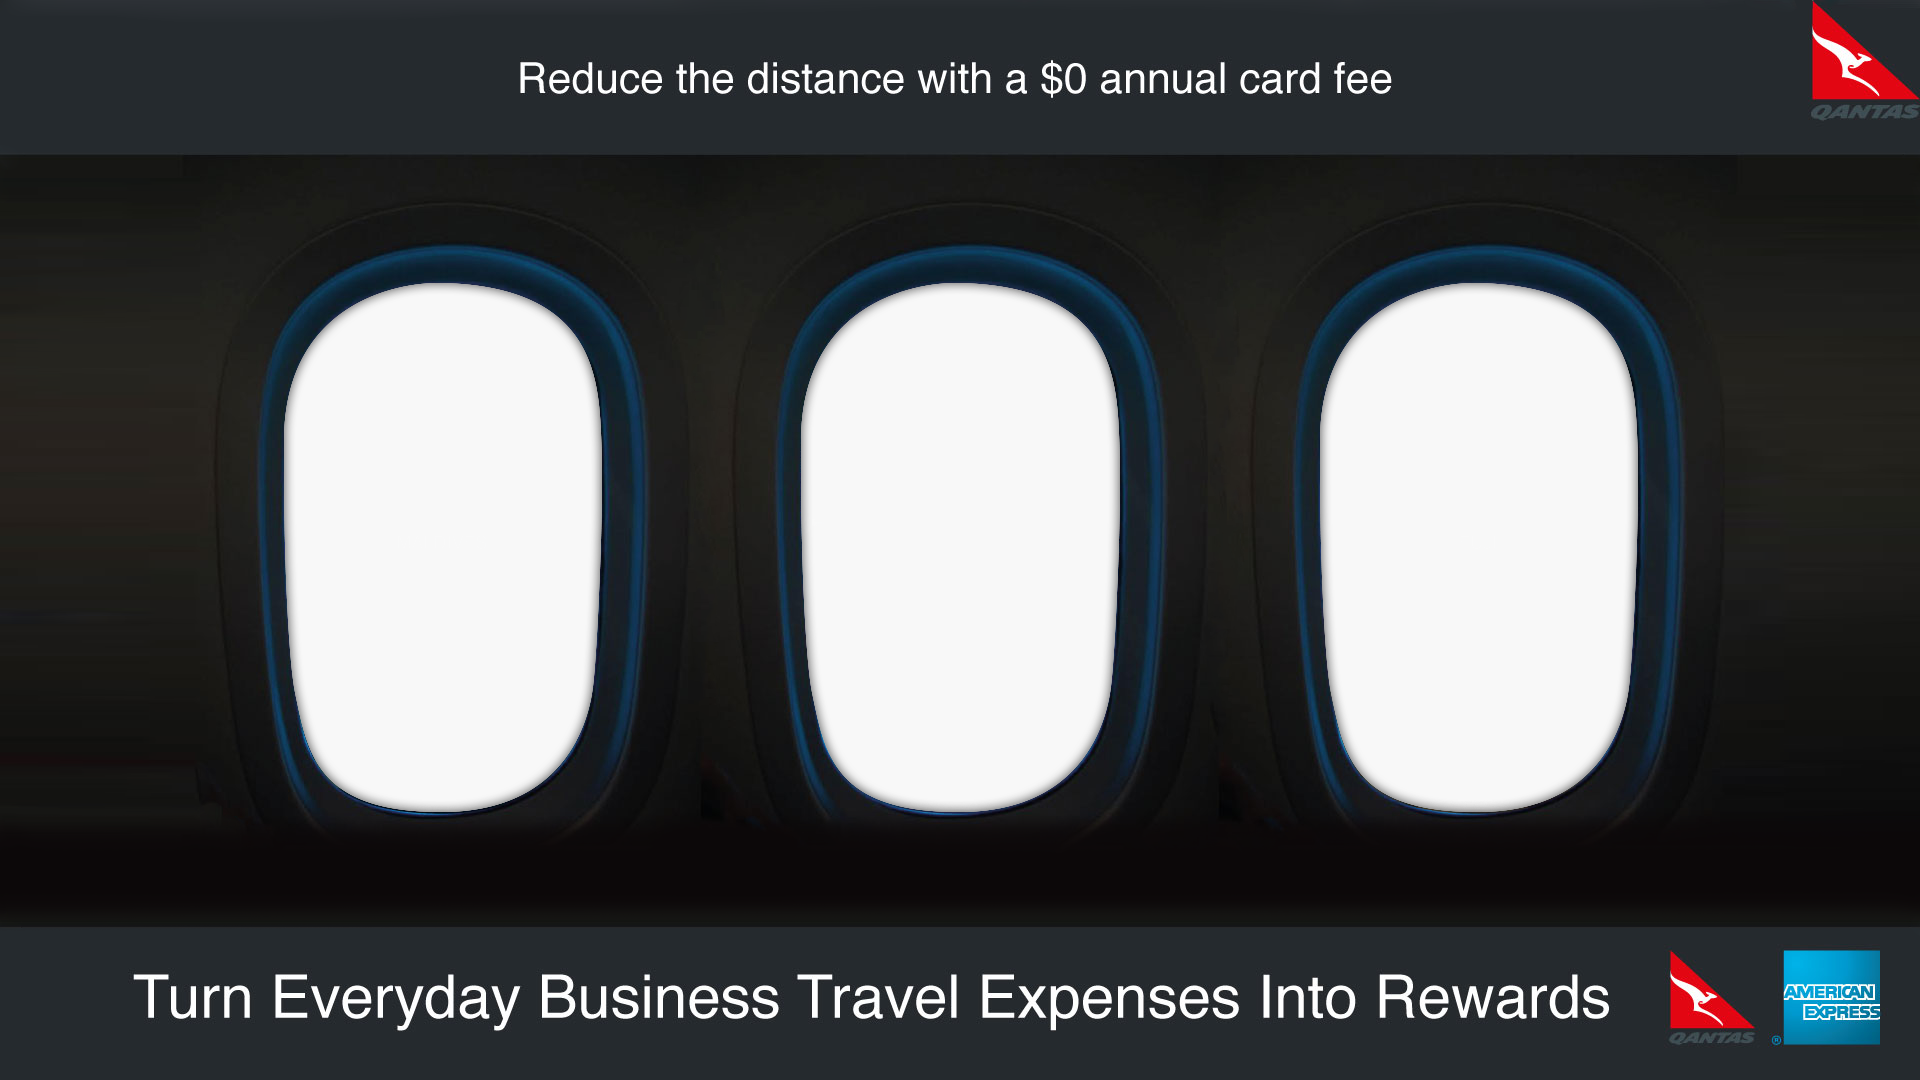 Reduce the distance with a $0 annual card fee
QANTAS
Turn Everyday Business Travel Expenses Into Rewards
QANTAS
®
AMERICAN
EXPRESS